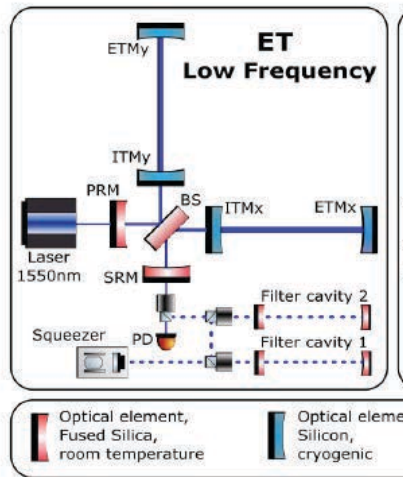 ET
Low Frequency
ETMy
ITMy
PRM
BS
ITMx
ETMx
Laser
1550nm
SRM
Filter cavity 2
PD
Squeezer
Filter cavity 1
Optical element,
Fused Silica,
room temperature
Optical eleme
Silicon,
cryogenic